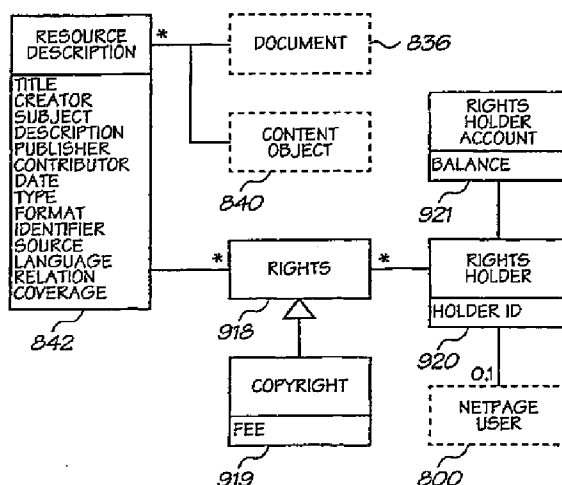 RESOURCE
DESCRIPTION
*
TITLE
CREATOR
SUBJECT
DESCRIPTION
PUBLISHER
CONTRIBUTOR
DATE
TYPE
FORMAT
IDENTIFIER
SOURCE
LANGUAGE
RELATION
COVERAGE
842
DOCUMENT
836
CONTENT
OBJECT
840
RIGHTS
HOLDER
ACCOUNT
BALANCE
921
*
RIGHTS
*
918
RIGHTS
HOLDER
HOLDER ID
920
COPYRIGHT
FEE
919
0.1
NETPAGE
USER
800